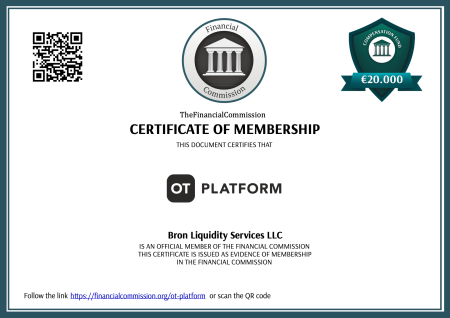 Financial
Commission
COMPENSATION FUND
€20.000
TheFinancialCommission
CERTIFICATE OF MEMBERSHIP
THIS DOCUMENT CERTIFIES THAT
OT PLATFORM
Bron Liquidity Services LLC
IS AN OFFICIAL MEMBER OF THE FINANCIAL COMMISSION
THIS CERTIFICATE IS ISSUED AS EVIDENCE OF MEMBERSHIP
IN THE FINANCIAL COMMISSION
Follow the link https://financialcommission.org/ot-platform or scan the QR code